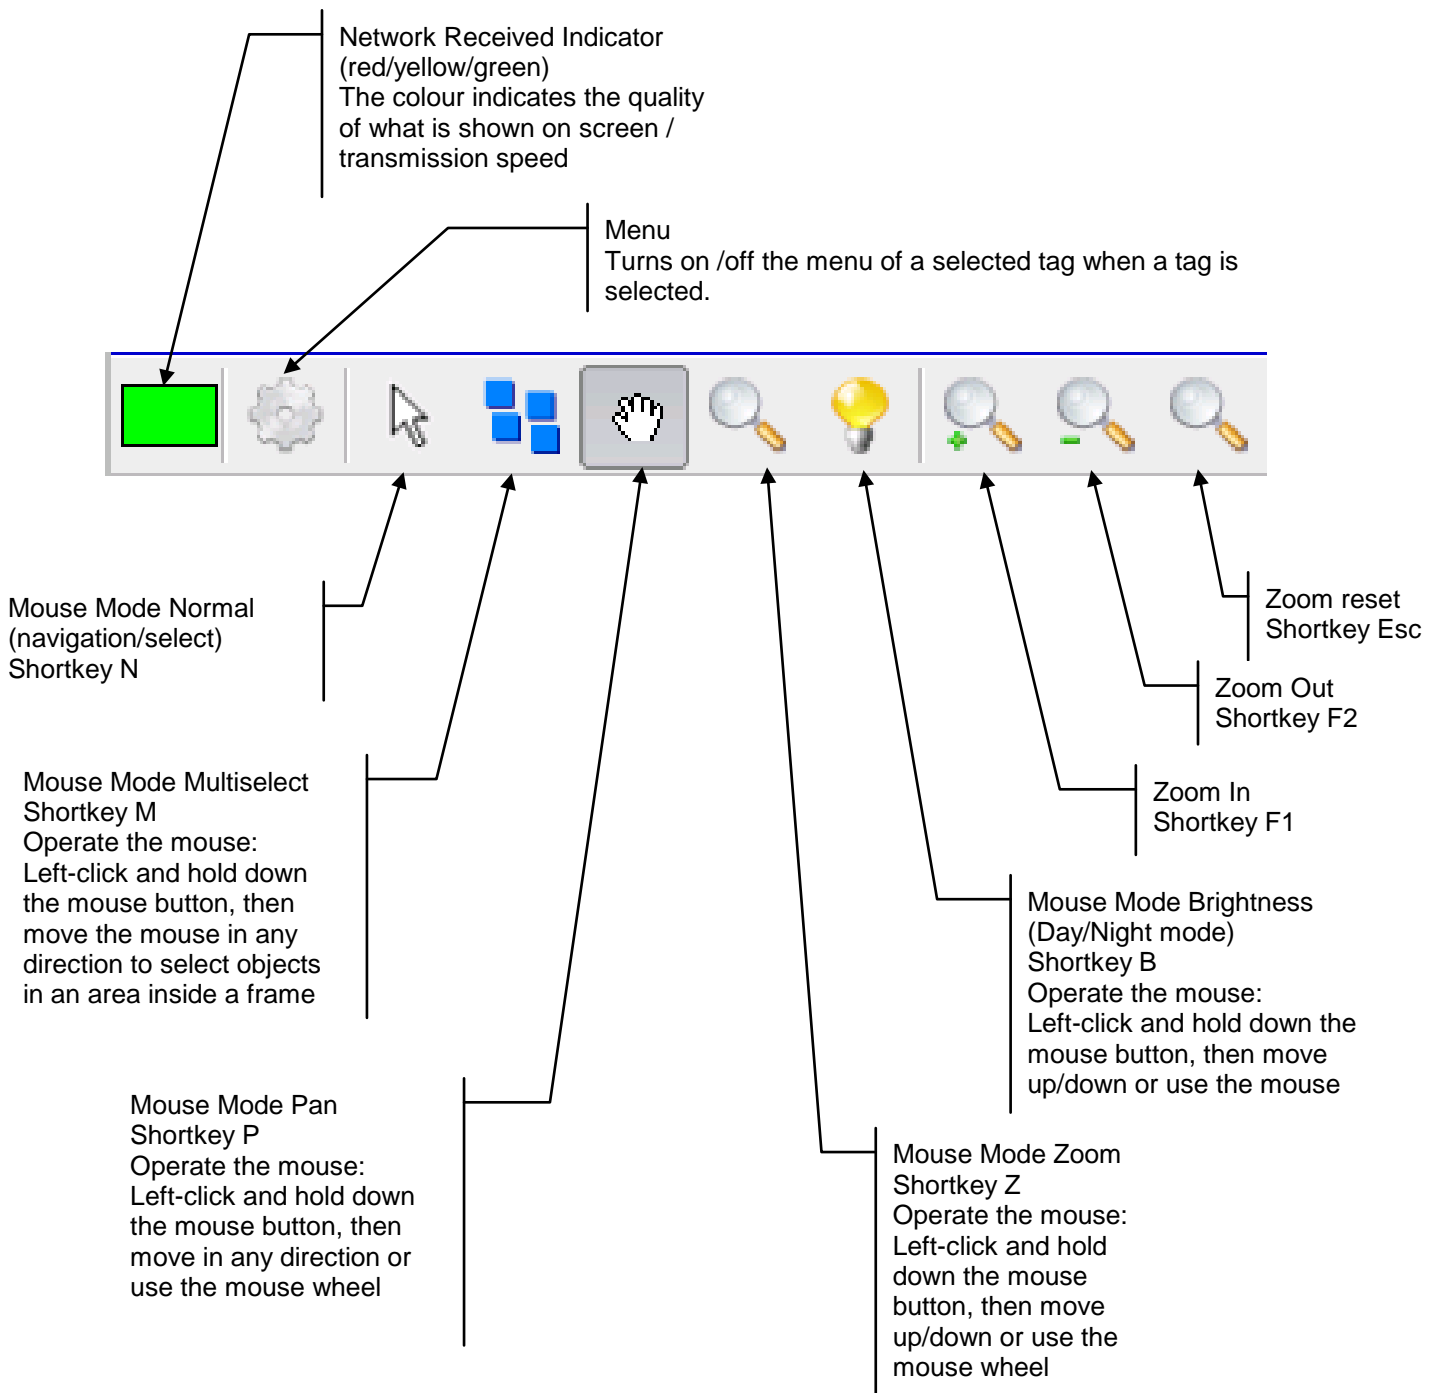 Network Received Indicator
(red/yellow/green)
The colour indicates the quality
of what is shown on screen /
transmission speed
Menu
Turns on /off the menu of a selected tag when a tag is
selected.
Mouse Mode Normal
(navigation/select)
Shortkey N
Zoom reset
Shortkey Esc
Zoom Out
Shortkey F2
Mouse Mode Multiselect
Shortkey M
Operate the mouse:
Left-click and hold down
the mouse button, then
move the mouse in any
direction to select objects
in an area inside a frame
Zoom In
Shortkey F1
Mouse Mode Brightness
(Day/Night mode)
Shortkey B
Operate the mouse:
Left-click and hold down the
mouse button, then move
up/down or use the mouse
Mouse Mode Pan
Shortkey P
Operate the mouse:
Left-click and hold down
the mouse button, then
move in any direction or
use the mouse wheel
Mouse Mode Zoom
Shortkey Z
Operate the mouse:
Left-click and hold
down the mouse
button, then move
up/down or use the
mouse wheel